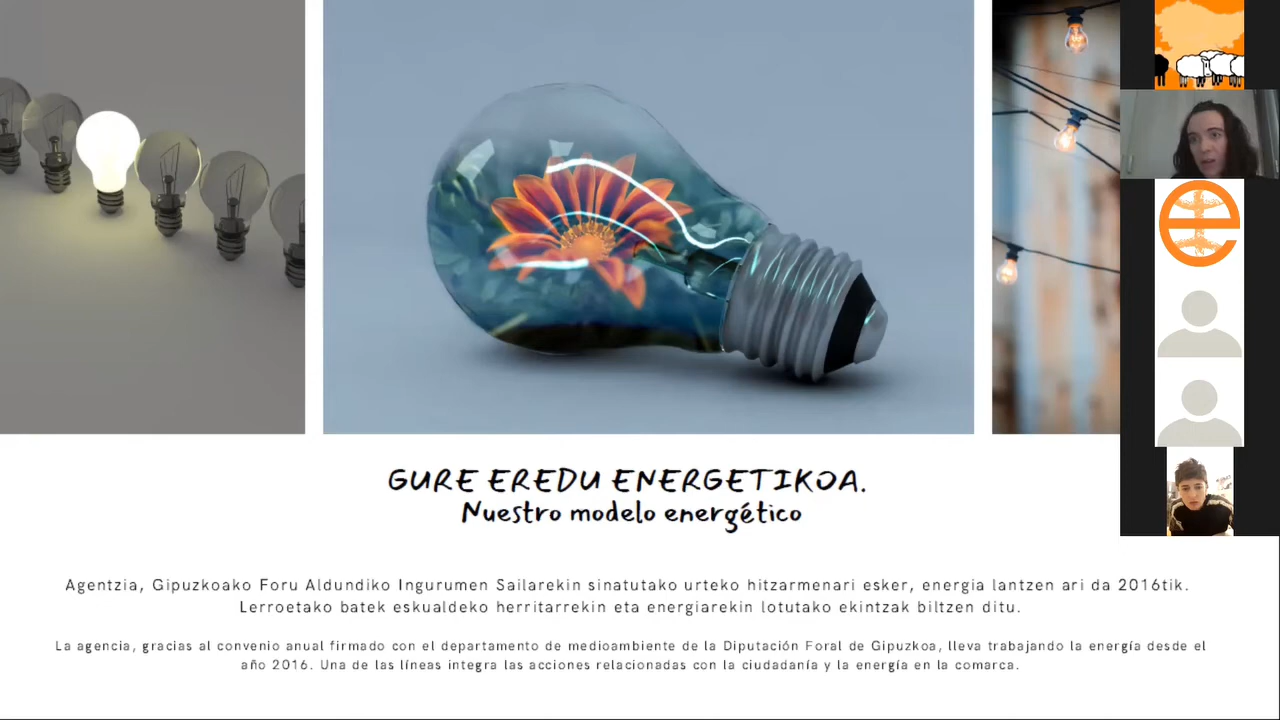 GURE EREDU ENERGETIKOA.
Nuestro modelo energético
Agentzia, Gipuzkoako Foru Aldundiko Ingurumen Sailarekin sinatutako urteko hitzarmenari esker, energia lantzen ari da 2016tik.
Lerroetako batek eskualdeko herritarrekin eta energiarekin lotutako ekintzak biltzen ditu.
La agencia, gracias al convenio anual firmado con el departamento de medioambiente de la Diputación Foral de Gipuzkoa, lleva trabajando la energía desde el
año 2016. Una de las líneas integra las acciones relacionadas con la ciudadanía y la energía en la comarca.